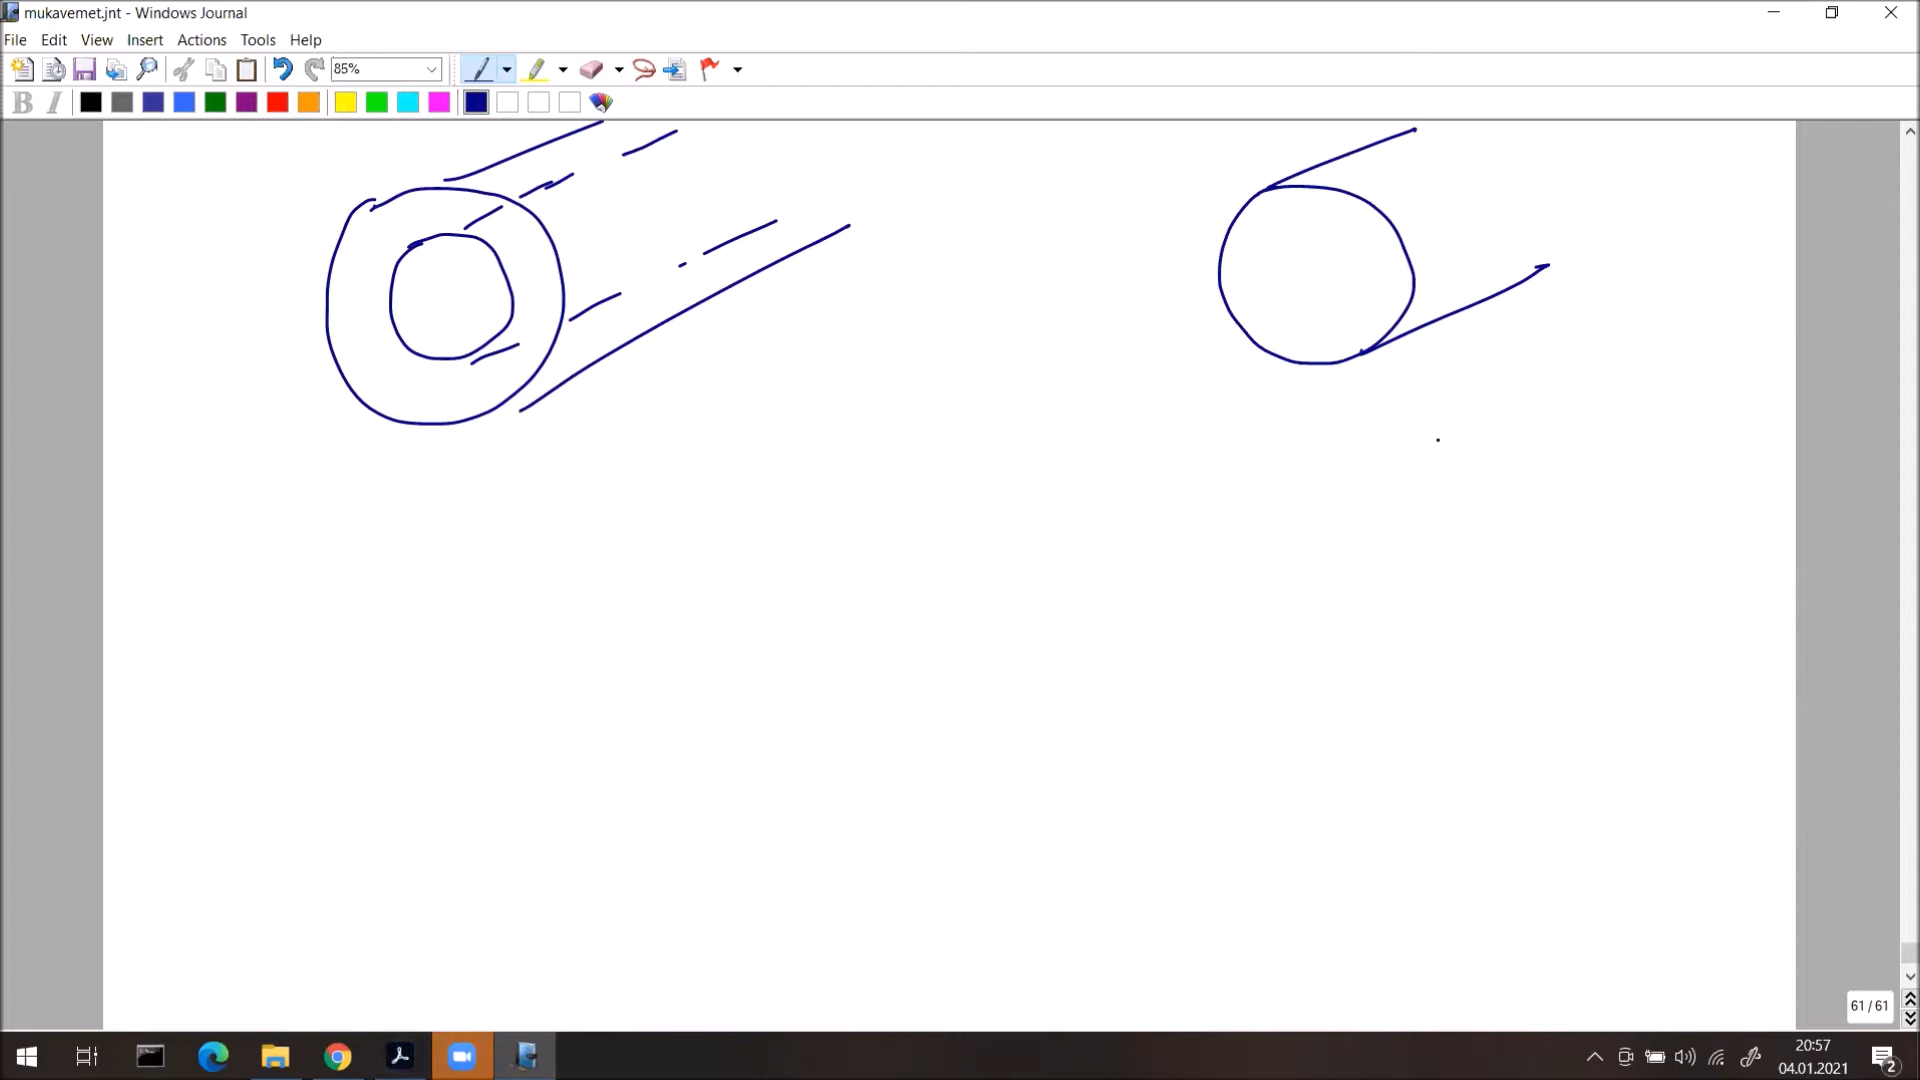 mukavemet.jnt - Windows Journal
File Edit View Insert Actions Tools Help
85%
B I
61 / 61
20:57
04.01.2021
2